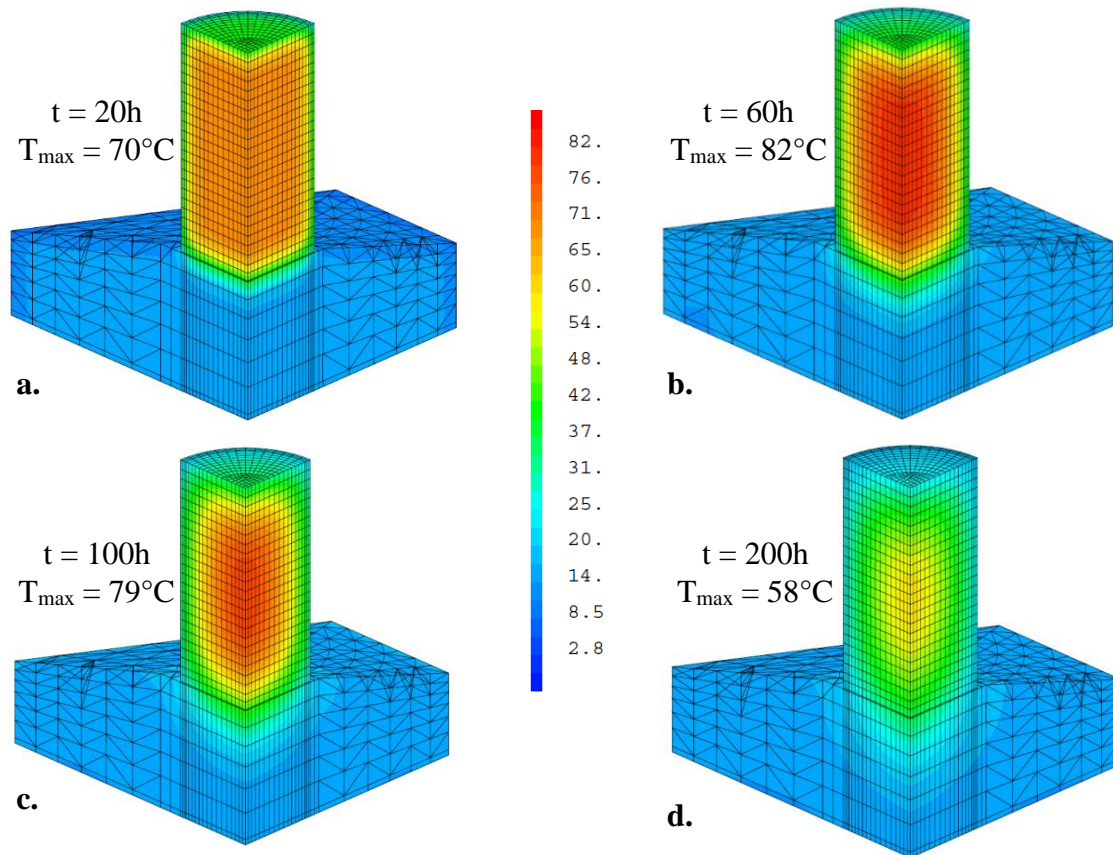 t = 20h
Tmax = 70°C
a.
t = 60h
Tmax = 82°C
b.
82.
76.
71.
65.
60.
54.
48.
42.
37.
31.
25.
20.
14.
8.5
2.8
t = 100h
Tmax = 79°C
c.
t = 200h
Tmax = 58°C
d.